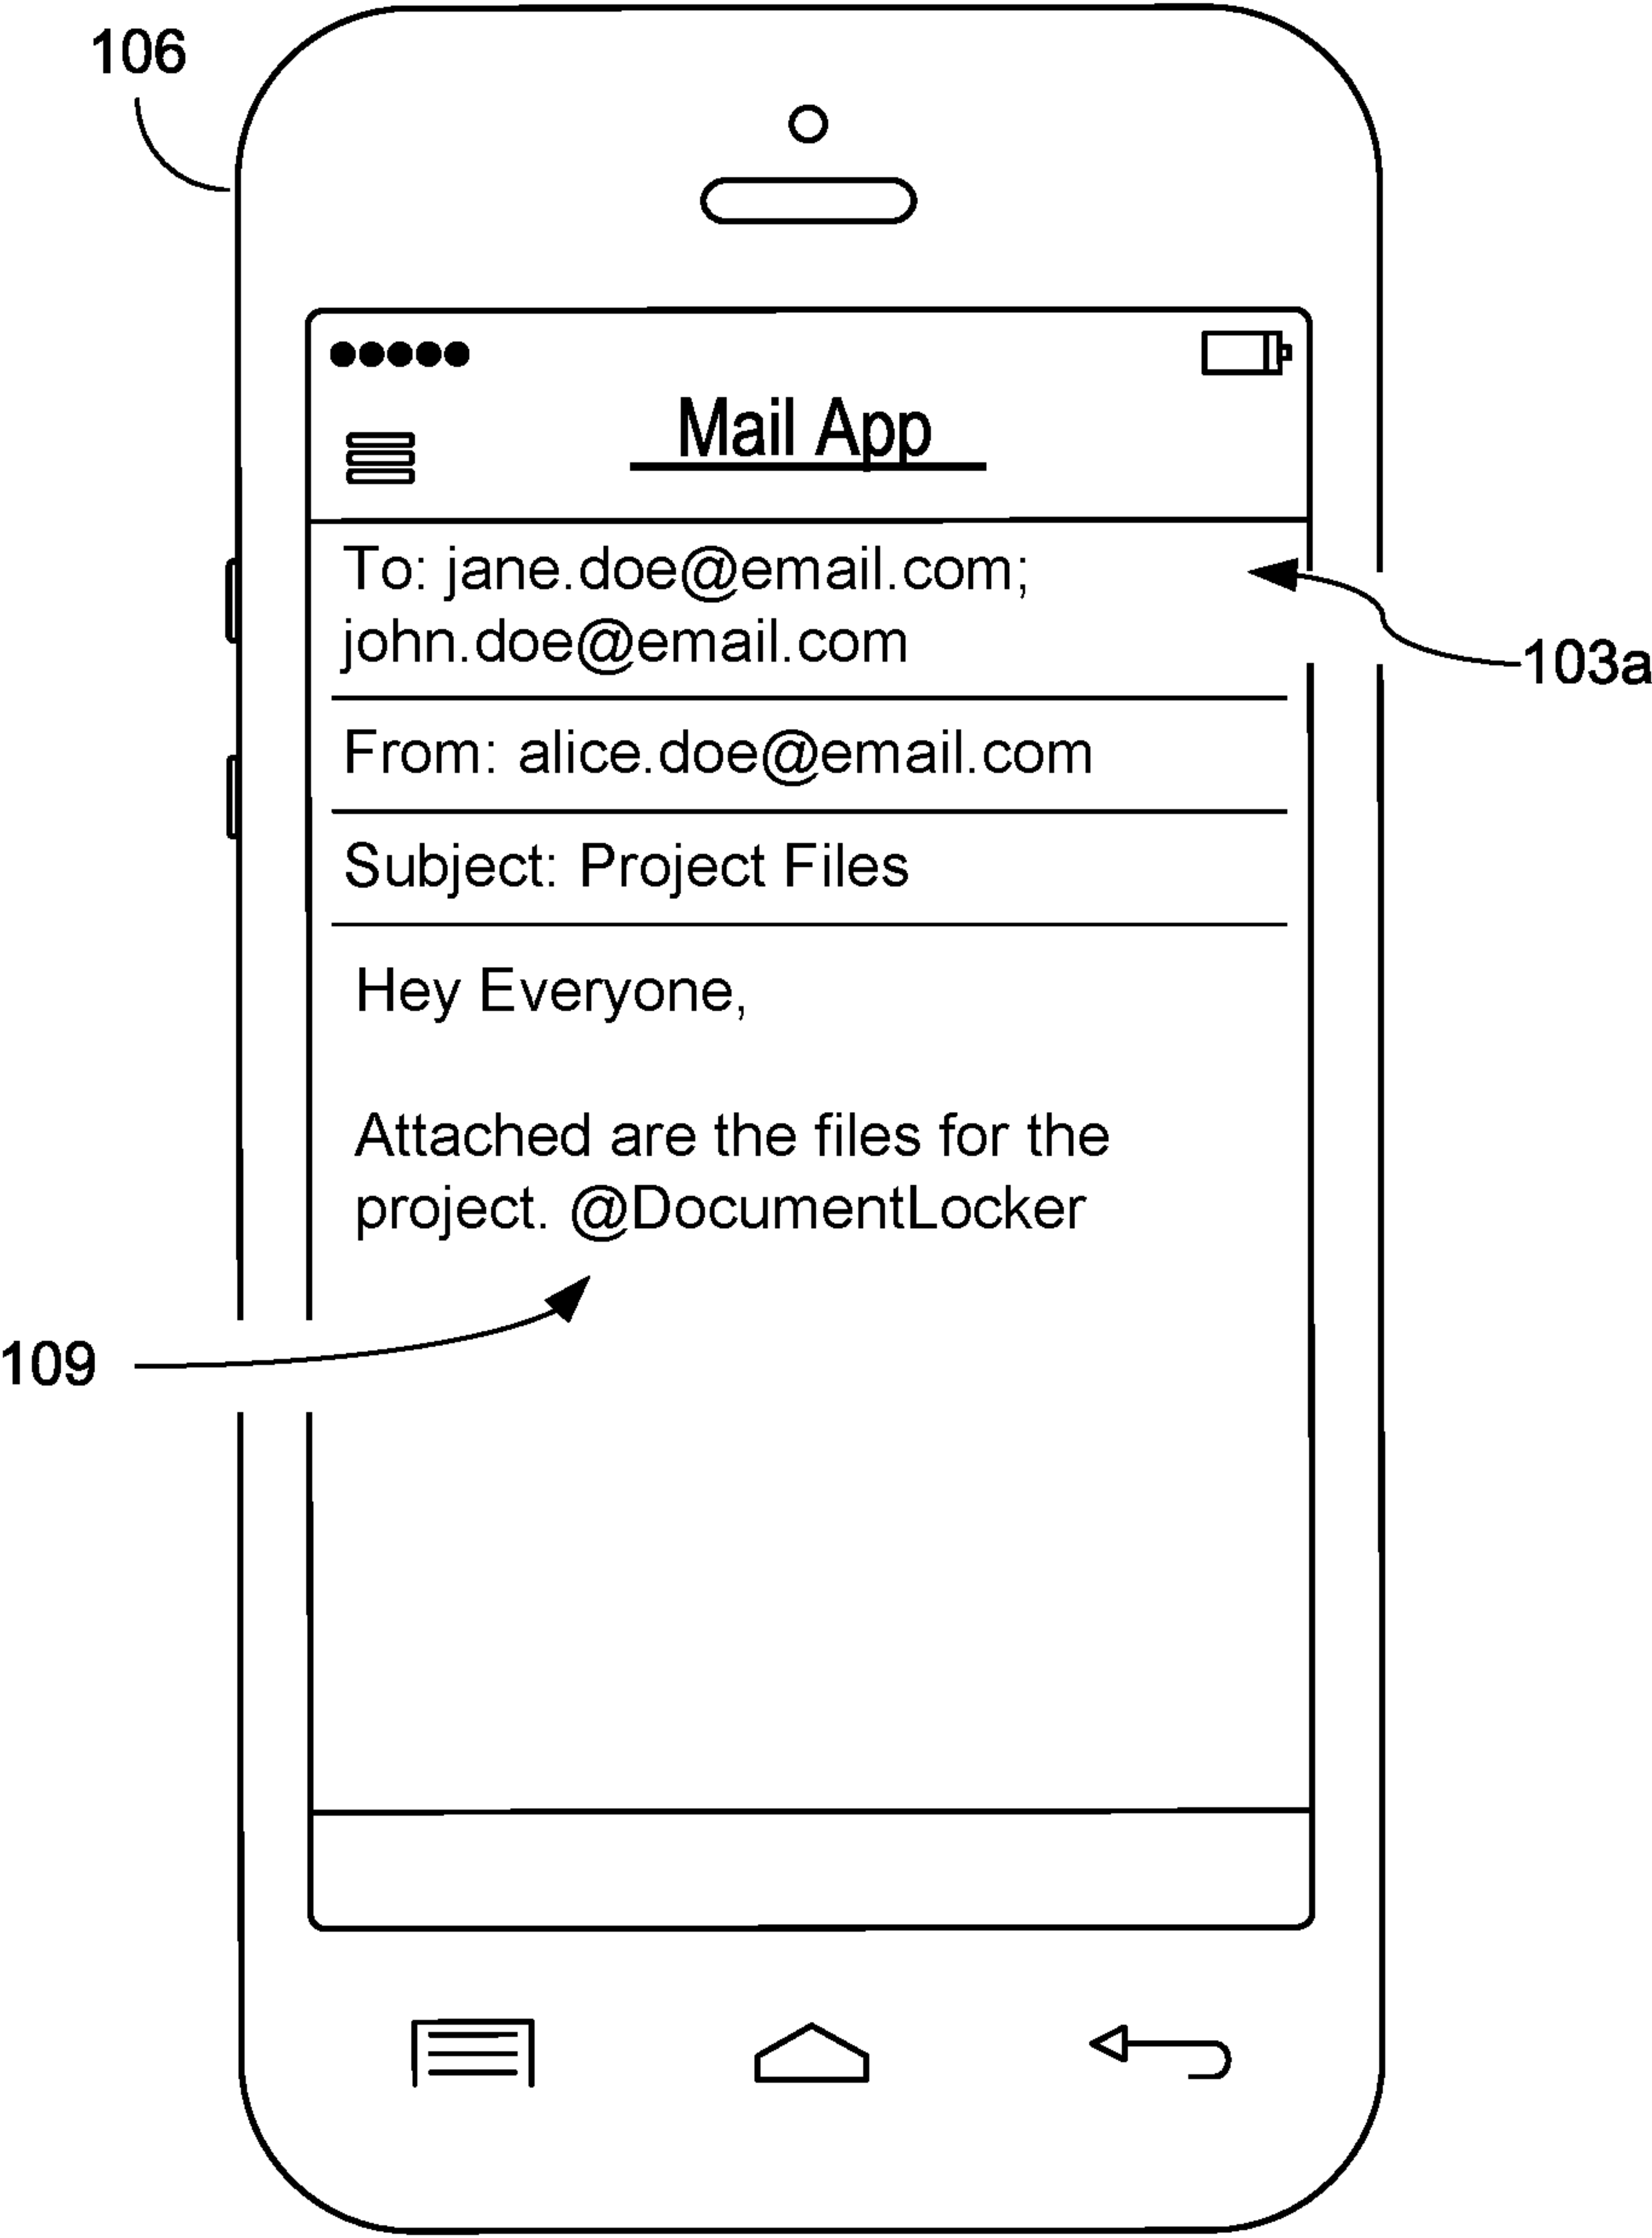 106
Mail App
To: jane.doe@email.com;
john.doe@email.com
103a
From: alice.doe@email.com
Subject: Project Files
Hey Everyone,
Attached are the files for the
project. @DocumentLocker
109